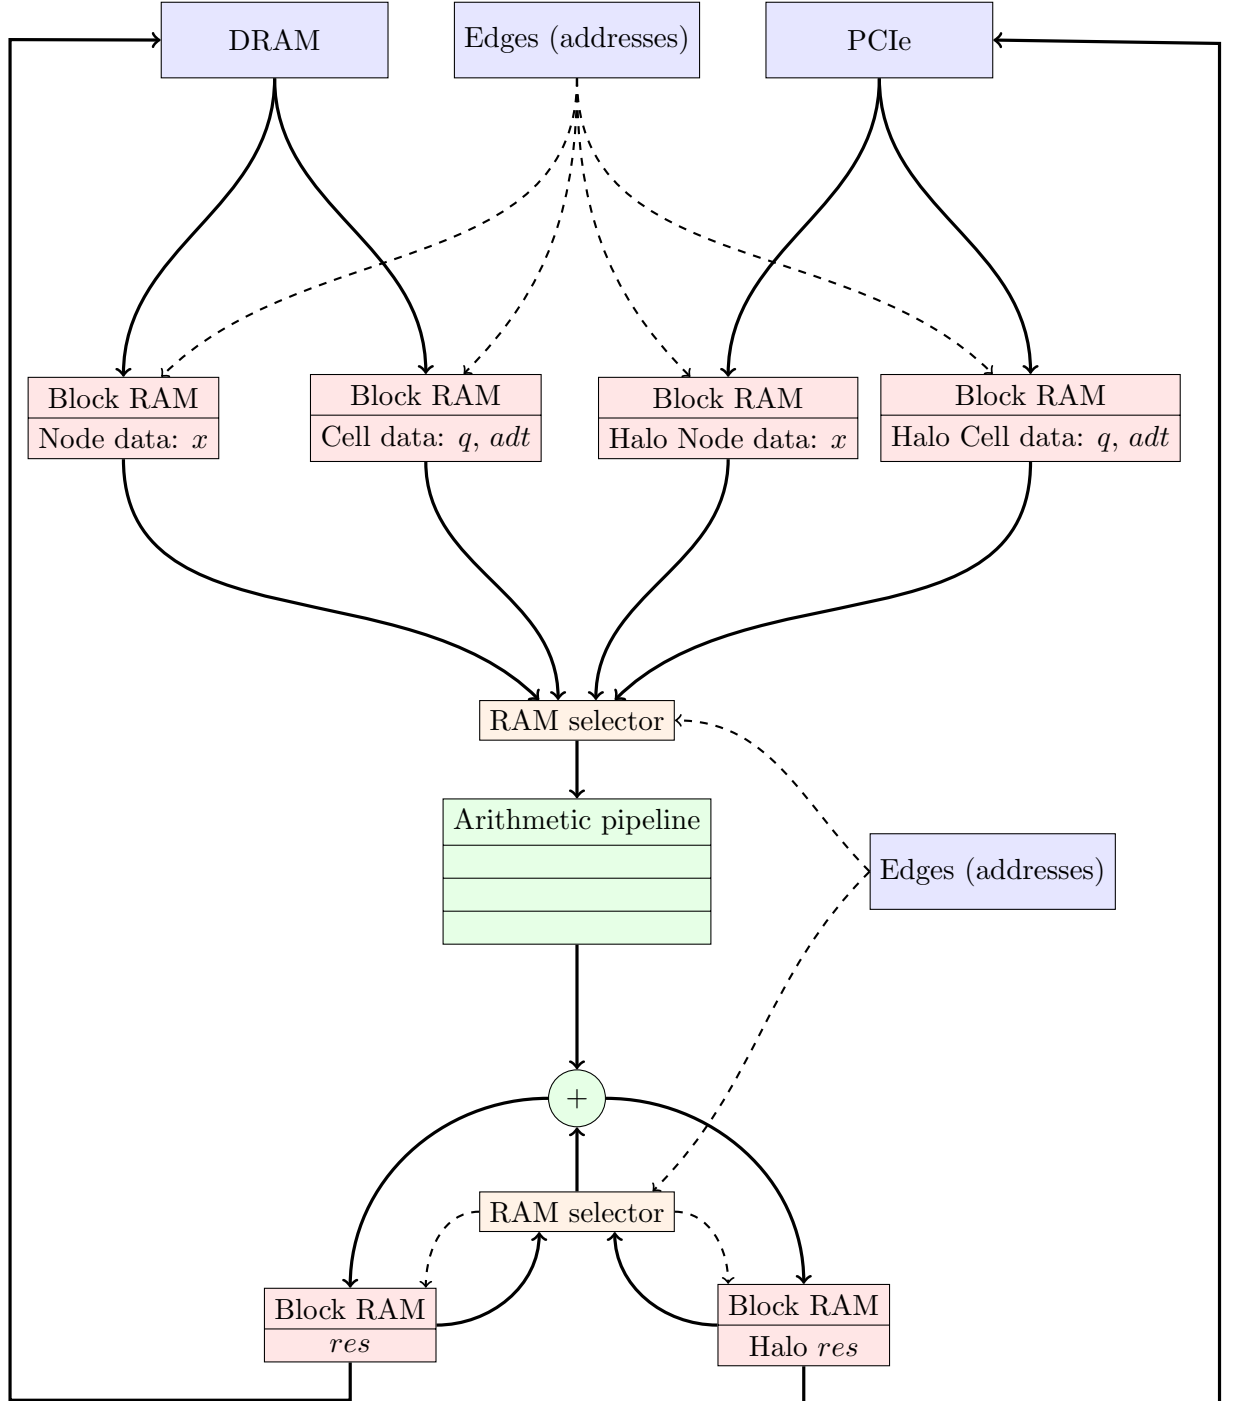 DRAM
Edges (addresses)
PCIe
Block RAM
Node data: x
Block RAM
Cell data: q, adt
Block RAM
Halo Node data: x
Block RAM
Halo Cell data: q, adt
RAM selector
Arithmetic pipeline
Edges (addresses)
+
RAM selector
Block RAM
res
Block RAM
Halo res